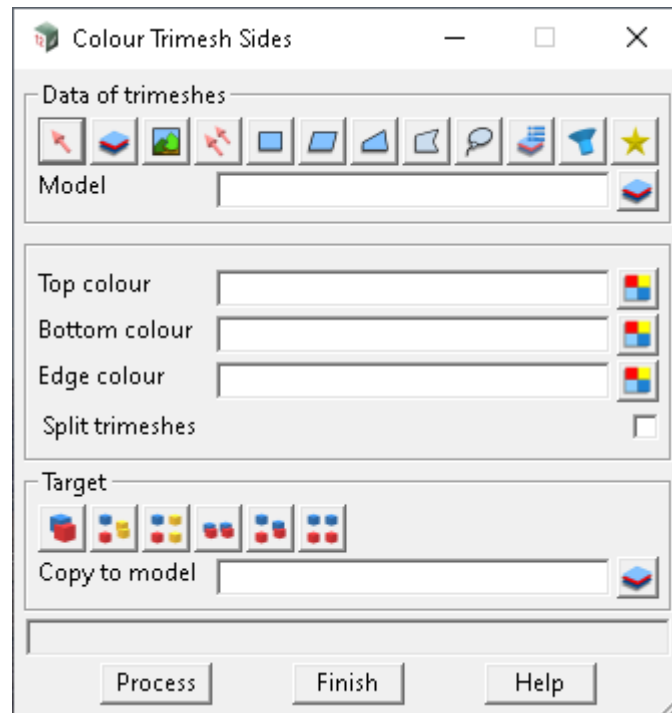 Colour Trimesh Sides
Data of trimeshes
Model
Top colour
Bottom colour
Edge colour
Split trimeshes
Target
Copy to model
Process Finish Help